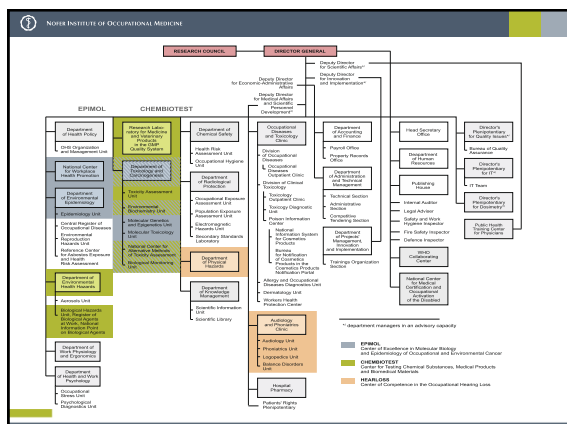 NOFER INSTITUTE OF OCCUPATIONAL MEDICINE
RESEARCH COUNCIL
DIRECTOR GENERAL
Deputy Director
for Scientific Affairs*⁾
Deputy Director
for Innovation
and Implementation*⁾
Deputy Director
for Economic-Administrative
Affairs
Deputy Director
for Medical Affairs
and Scientific
Personnel
Development*⁾
EPIMOL
CHEMBIOTEST
Department
of Health Policy
OHS Organization
and Management Unit
National Center
for Workplace
Health Promotion
Department
of Environmental
Epidemiology
Epidemiology Unit
Central Register of
Occupational Diseases
Environmental
Reproduction
Hazards Unit
Reference Center
for Asbestos Exposure
and Health
Risk Assessment
Department
of Environmental
Health Hazards
Aerosols Unit
Biological Hazards
Unit, Register of
Biological Agents
at Work, National
Information Point
on Biological Agents
Department of
Work Physiology
and Ergonomics
Department
of Health and Work
Psychology
Occupational
Stress Unit
Psychological
Diagnostic Unit
Research Labo-
ratory for Medicine
and Veterinary
Products
in the GMP
Quality System
Department
of Toxicology and
Carcinogenesis
Toxicity Assessment
Unit
Environmental
Biochemistry Unit
Molecular Genetics
and Epigenetics Unit
Molecular Toxicology
Unit
National Center for
Alternative Methods
of Toxicity Assessment
Biological Monitoring
Unit
Department
of Chemical Safety
Health Risk
Assessment Unit
Occupational Hygiene
Unit
Department
of Radiological
Protection
Occupational Exposure
Assessment Unit
Population Exposure
Assessment Unit
Electromagnetic
Hazards Unit
Secondary Standards
Laboratory
Department
of Physical
Hazards
Department
of Knowledge
Management
Scientific Information
Unit
Scientific Library
Occupational
Diseases
and Toxicology
Clinic
Division
of Occupational
Diseases
Occupational
Diseases
Outpatient Clinic
Division of Clinical
Toxicology
Toxicology
Outpatient Clinic
Toxicology Diagnostic
Unit
Poison Information
Center
National
Information
System for
Cosmetics
Products
Bureau
for Notification
of Cosmetics
Products in the
Cosmetics Products
Notification Portal
Allergy and Occupational
Diseases Diagnostics Unit
Dermatology Unit
Workers Health
Protection Center
Audiology
and Phoniatrics
Clinic
Audiology Unit
Phoniatrics Unit
Logopedics Unit
Balance Disorders
Unit
Hospital
Pharmacy
Patients' Rights
Plenipotentiary
Department
of Accounting
and Finance
Payroll Office
Property Records
Office
Department
of Administration
and Technical
Management
Technical Section
Administrative
Section
Competitive
Tendering Section
Department
of Projects
Management,
Innovation
and Implementation
Trainings Organization
Section
Head Secretary
Office
Department of
Human Resources
Publishing
House
Internal Auditor
Legal Advisor
Safety and Work
Hygiene Inspector
Fire Safety Inspector
Defence Inspector
WHO
Collaborating
Center
National Center
for Medical
Certification and
Occupational
Activation
of the Disabled
Director's
Plenipotentiary
for Quality Issues*⁾
Bureau of Quality
Assurance
Director's
Plenipotentiary
for IT*⁾
IT Team
Director's
Plenipotentiary
for Dosimetry*⁾
Public Health
Training Center
for Physicians
*⁾ department managers in an advisory capacity
EPIMOL
Center of Excellence in Molecular Biology
and Epidemiology of Occupational and Environmental Cancer
CHEMBIOTEST
Center for Testing Chemical Substances, Medical Products
and Biomedical Materials
HEARLOSS
Center of Competence in the Occupational Hearing Loss